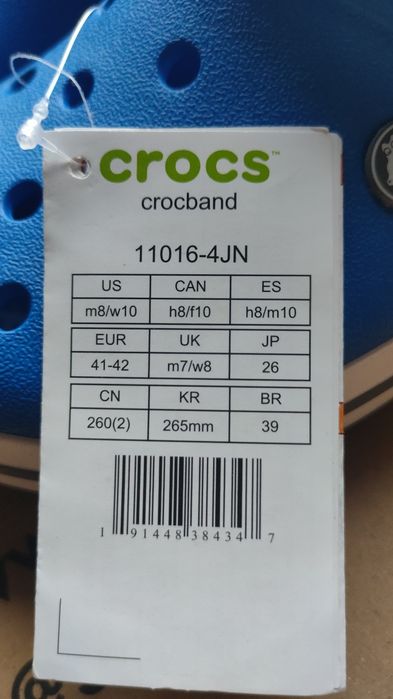 crocs™
crocband
11016-4JN
US CAN ES
m8/w10 h8/f10 h8/m10
EUR UK JP
41-42 m7/w8 26
CN KR BR
260(2) 265mm 39
1 91448 38434 7